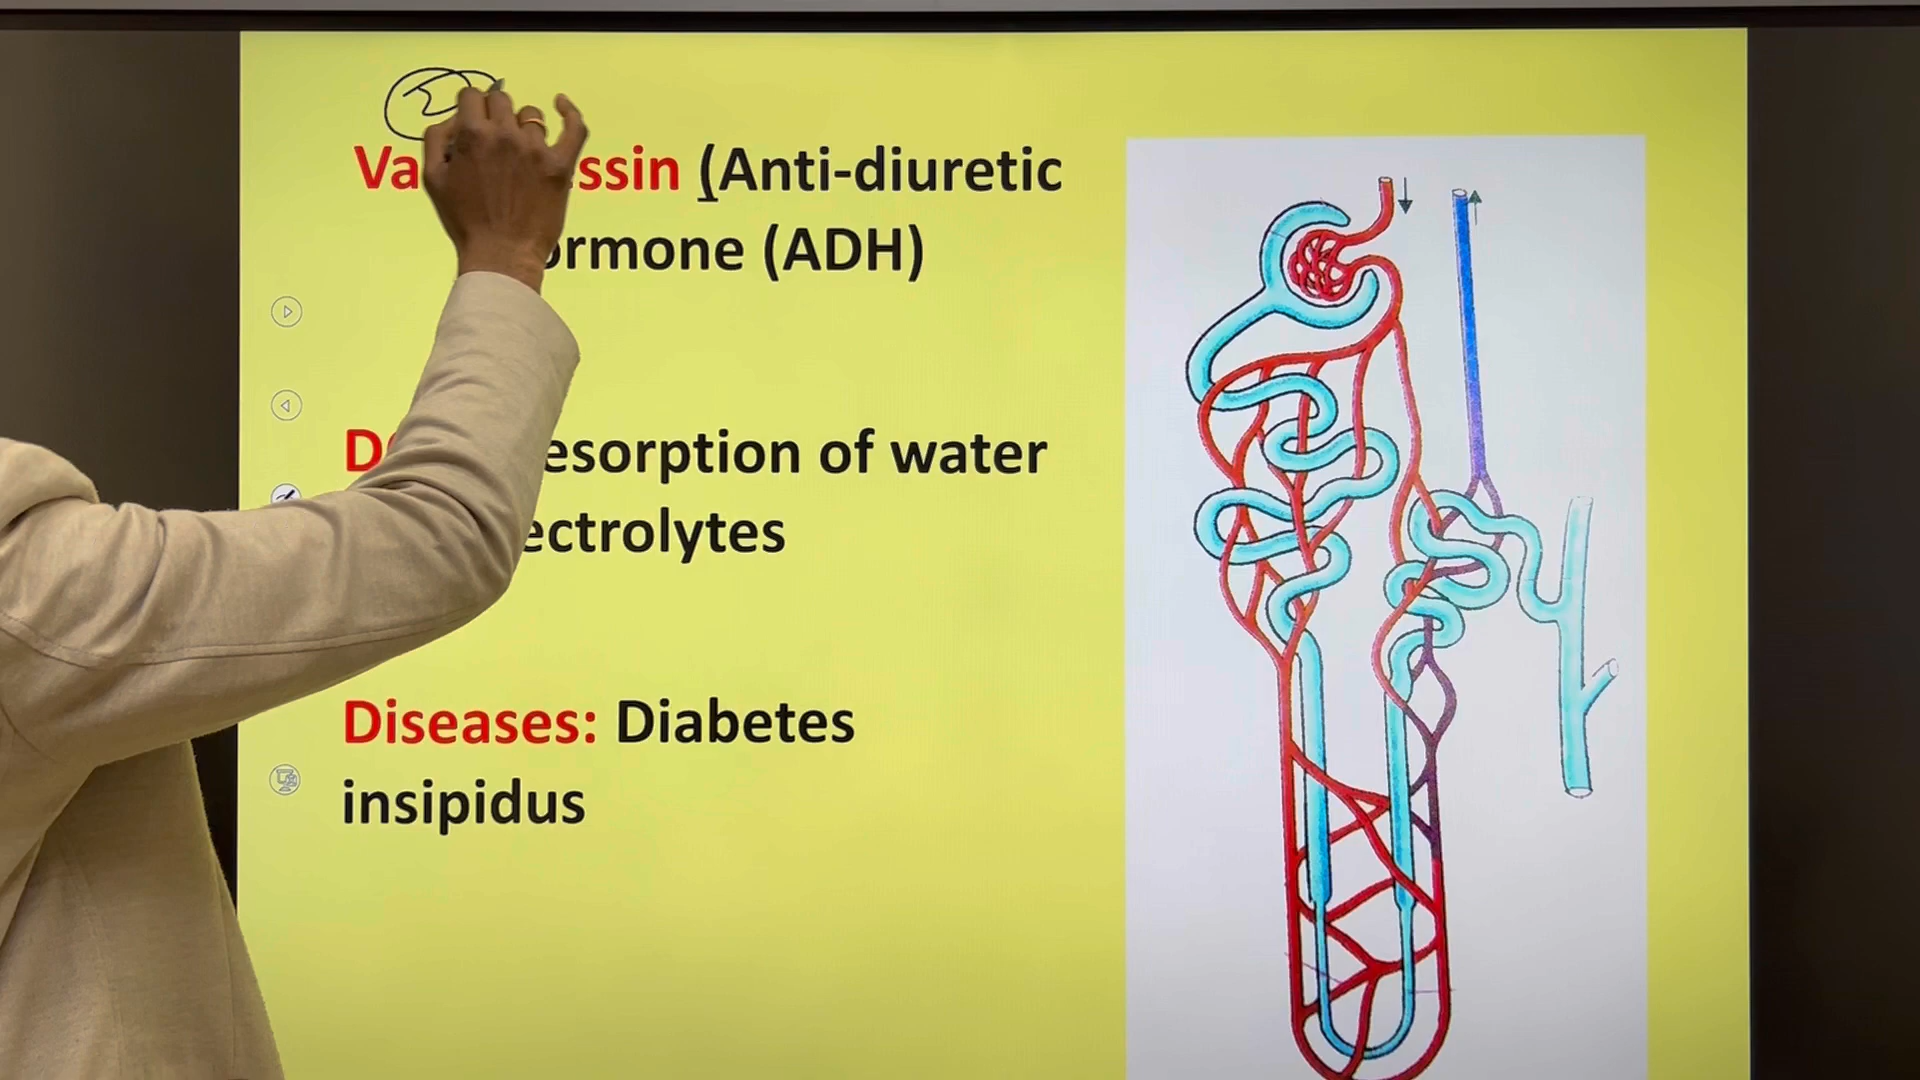 Va ssin (Anti-diuretic
ormone (ADH)
D esorption of water
ectrolytes
Diseases: Diabetes
insipidus